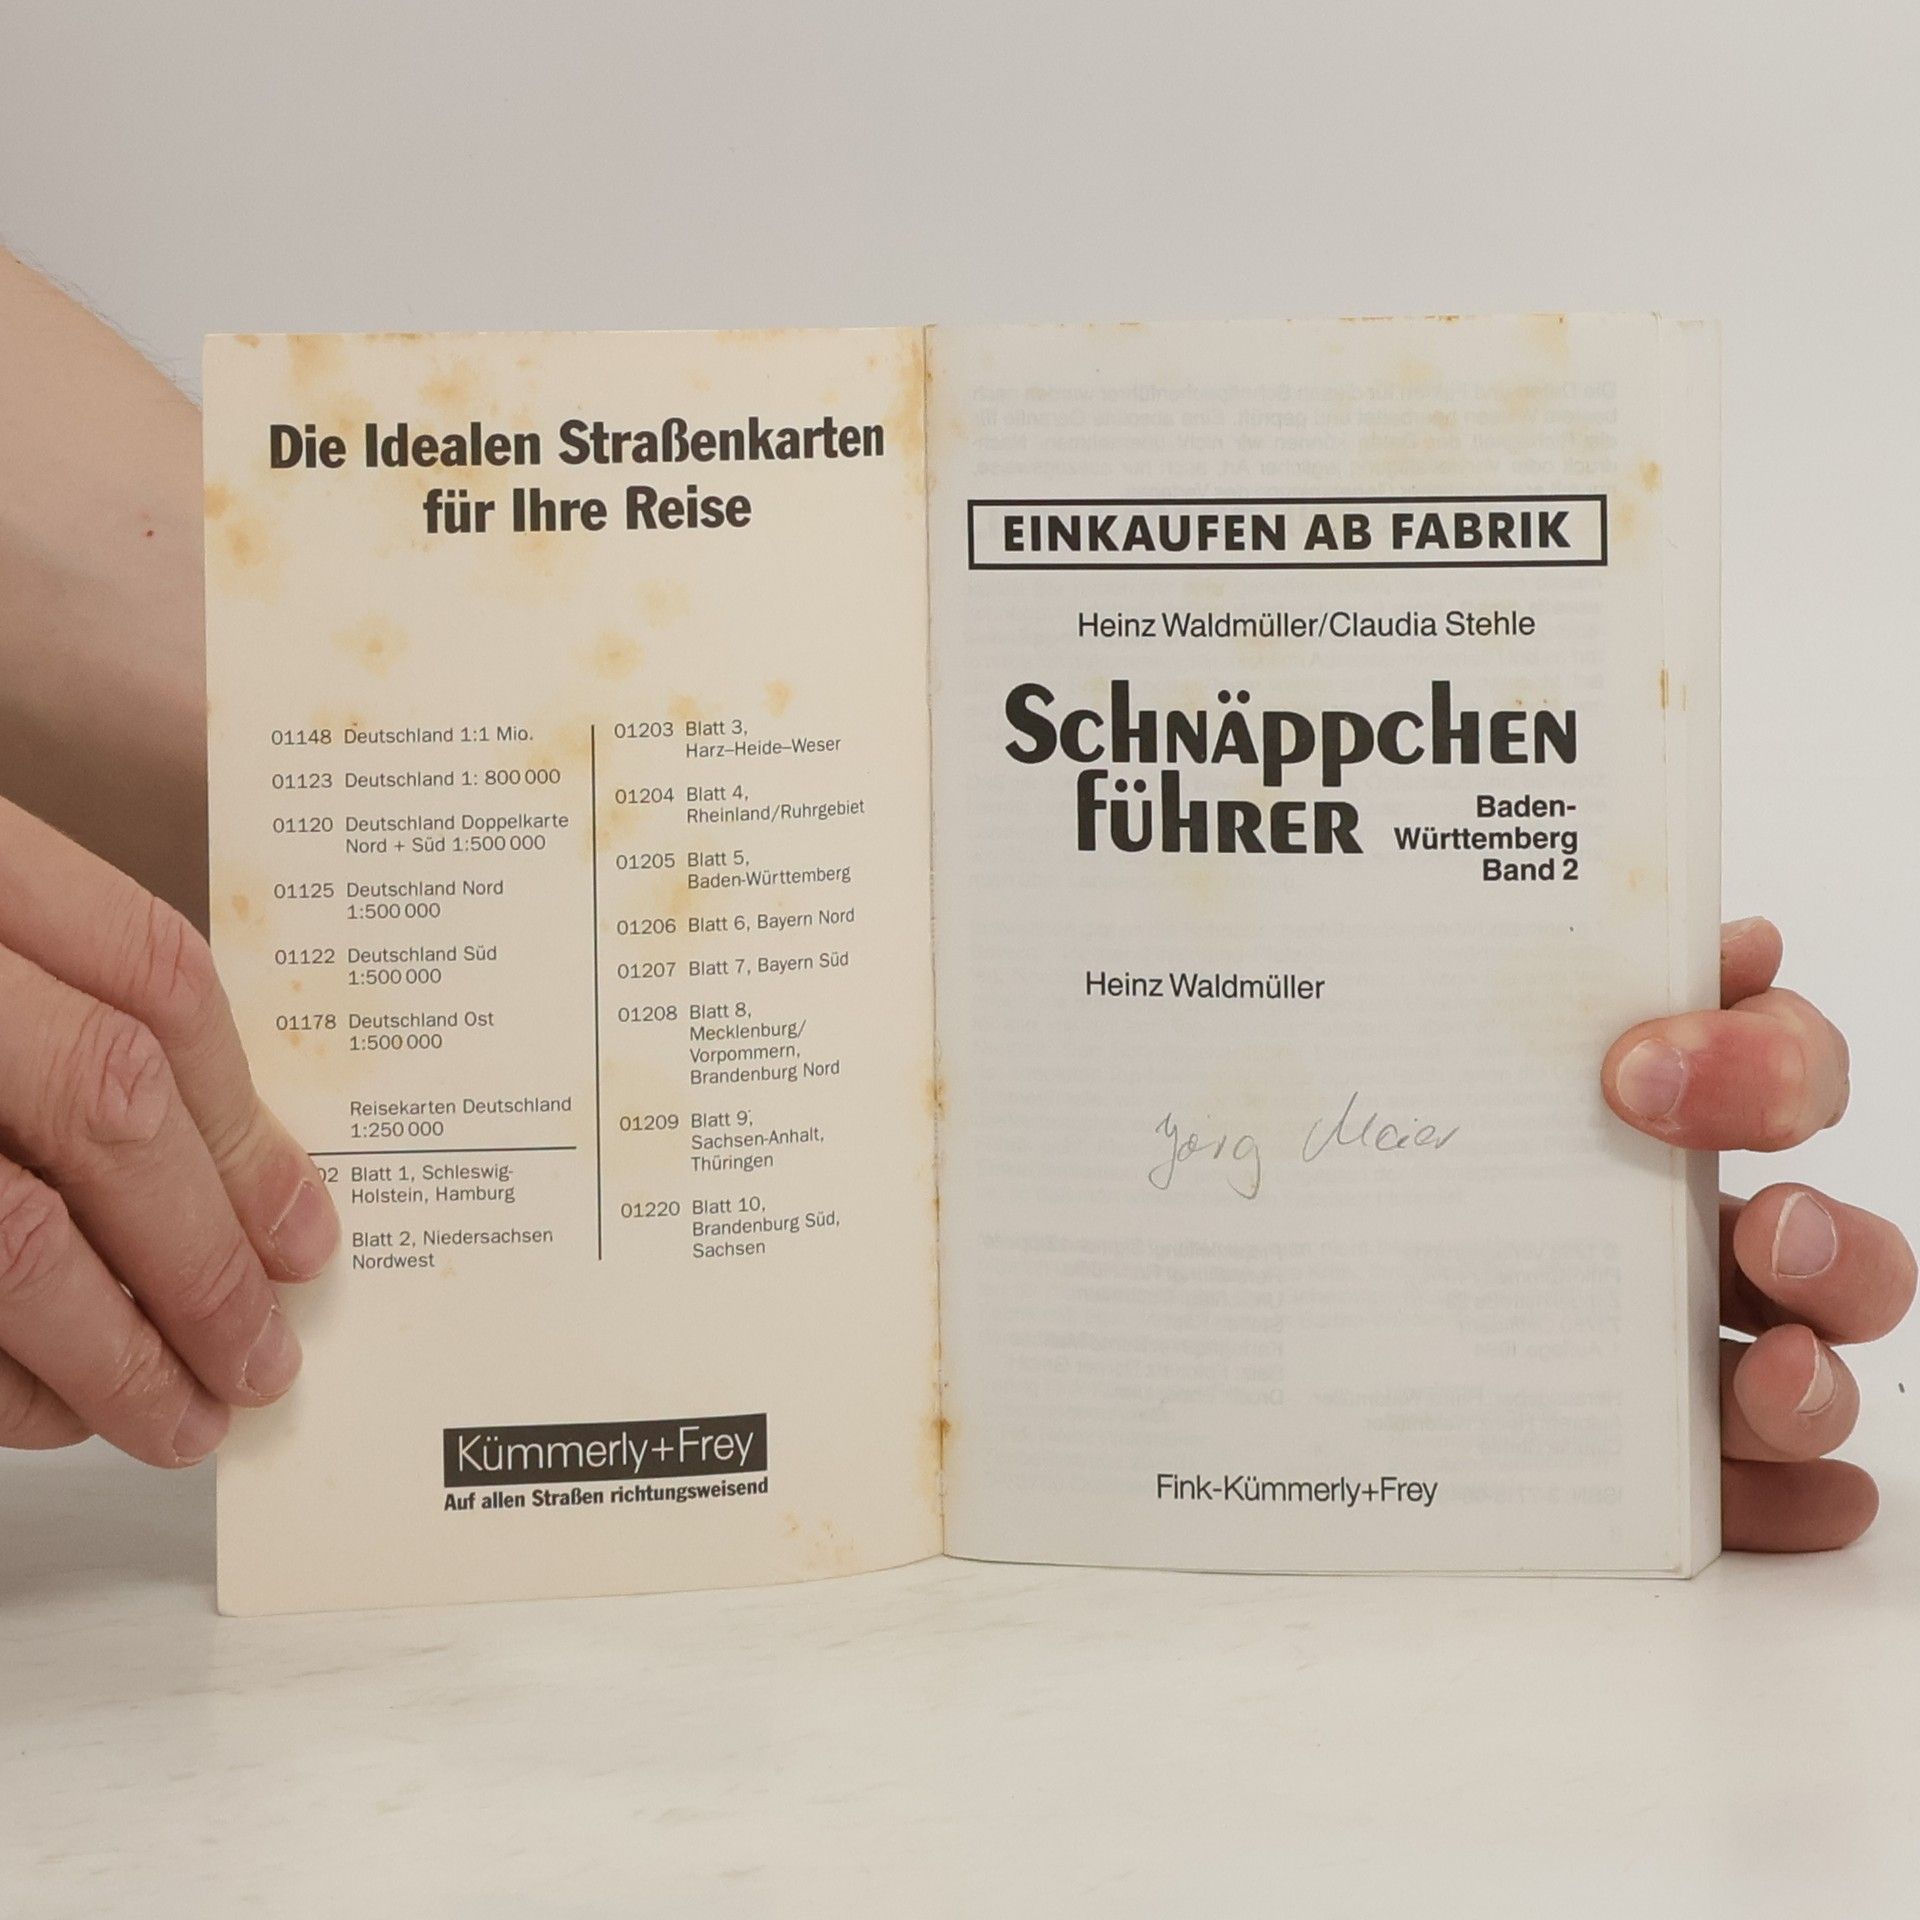 Die Idealen Straßenkarten
für Ihre Reise
01148 Deutschland 1:1 Mio.
01123 Deutschland 1: 800 000
01120 Deutschland Doppelkarte
Nord + Süd 1:500 000
01125 Deutschland Nord
1:500 000
01122 Deutschland Süd
1:500 000
01178 Deutschland Ost
1:500 000
Reisekarten Deutschland
1:250 000
02 Blatt 1, Schleswig-
Holstein, Hamburg
Blatt 2, Niedersachsen
Nordwest
01203 Blatt 3,
Harz–Heide–Weser
01204 Blatt 4,
Rheinland/Ruhrgebiet
01205 Blatt 5,
Baden-Württemberg
01206 Blatt 6, Bayern Nord
01207 Blatt 7, Bayern Süd
01208 Blatt 8,
Mecklenburg/
Vorpommern,
Brandenburg Nord
01209 Blatt 9,
Sachsen-Anhalt,
Thüringen
01220 Blatt 10,
Brandenburg Süd,
Sachsen
Kümmerly+Frey
Auf allen Straßen richtungsweisend
EINKAUFEN AB FABRIK
Heinz Waldmüller/Claudia Stehle
SCHNÄPPCHEN
FÜHRER
Baden-
Württemberg
Band 2
Heinz Waldmüller
Jörg Meier
Fink-Kümmerly+Frey